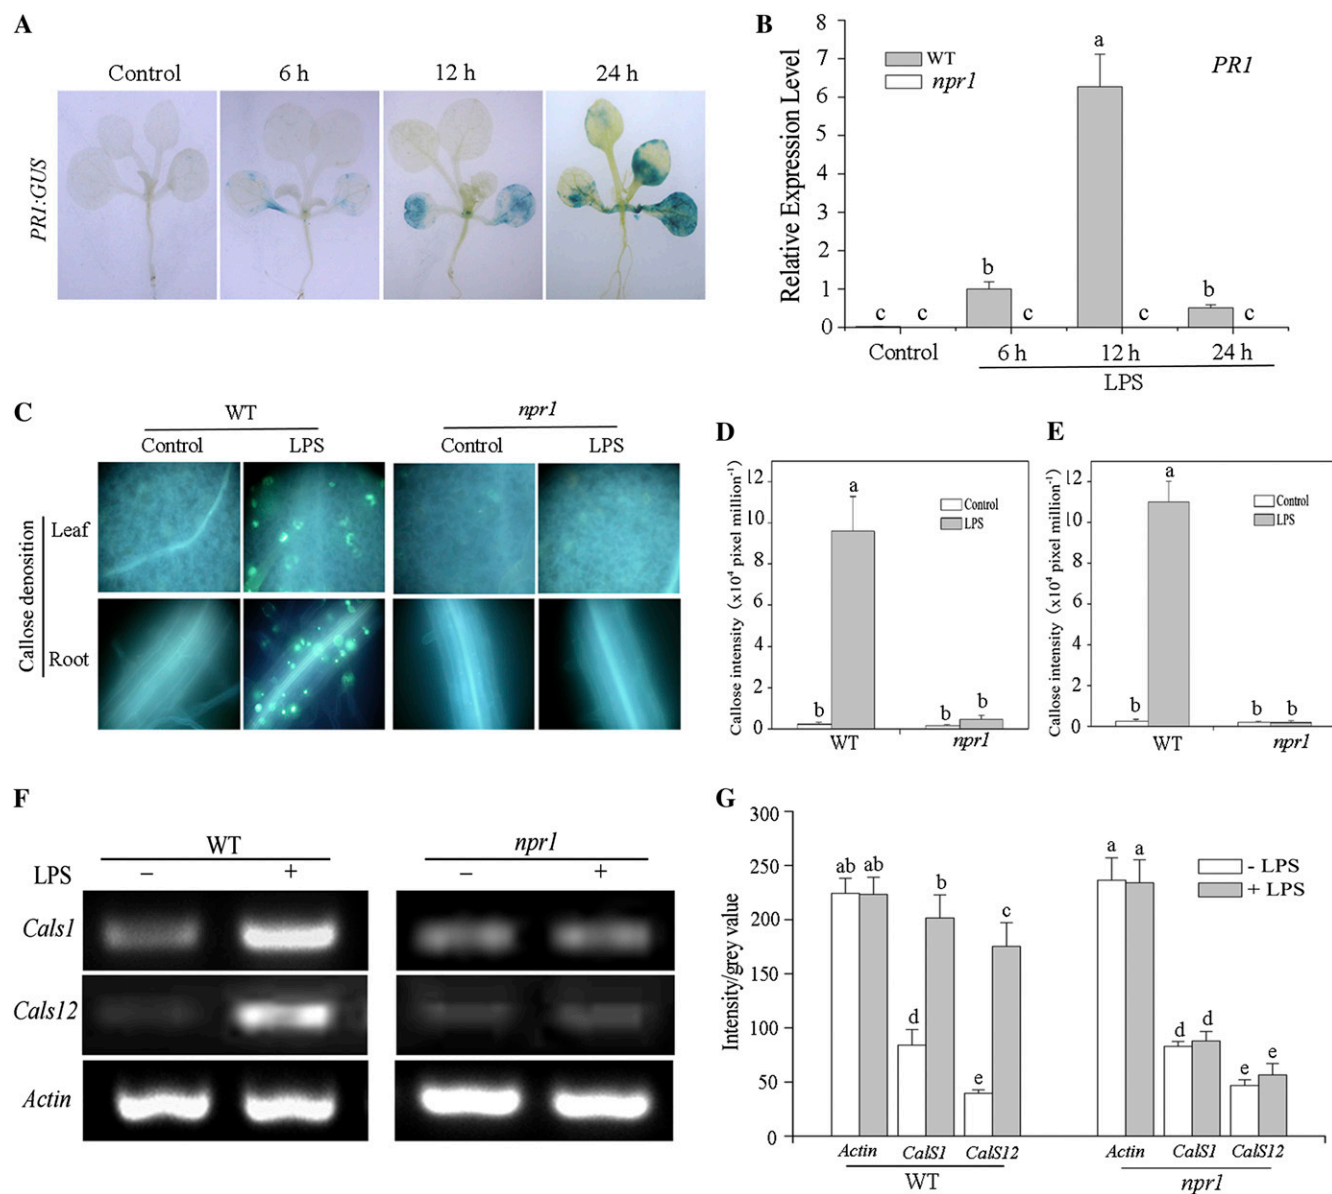 A
Control
6 h
12 h
24 h
PR1:GUS
B
8
7
6
5
4
3
2
1
0
Relative Expression Level
WT
npr1
PR1
c
c
b
c
a
c
b
c
Control
6 h
12 h
24 h
LPS
C
WT
npr1
Control
LPS
Control
LPS
Callose deposition
Leaf
Root
D
Callose intensity (x10⁴ pixel million⁻¹)
12
10
8
6
4
2
0
Control
LPS
b
a
b
b
WT
npr1
E
Callose intensity (x10⁴ pixel million⁻¹)
12
10
8
6
4
2
0
Control
LPS
b
a
b
b
WT
npr1
F
WT
npr1
LPS
–
+
–
+
Cals1
Cals12
Actin
G
Intensity/grey value
300
250
200
150
100
50
0
- LPS
+ LPS
ab
ab
d
b
e
c
a
a
d
d
e
e
Actin
CalS1
CalS12
Actin
CalS1
CalS12
WT
npr1